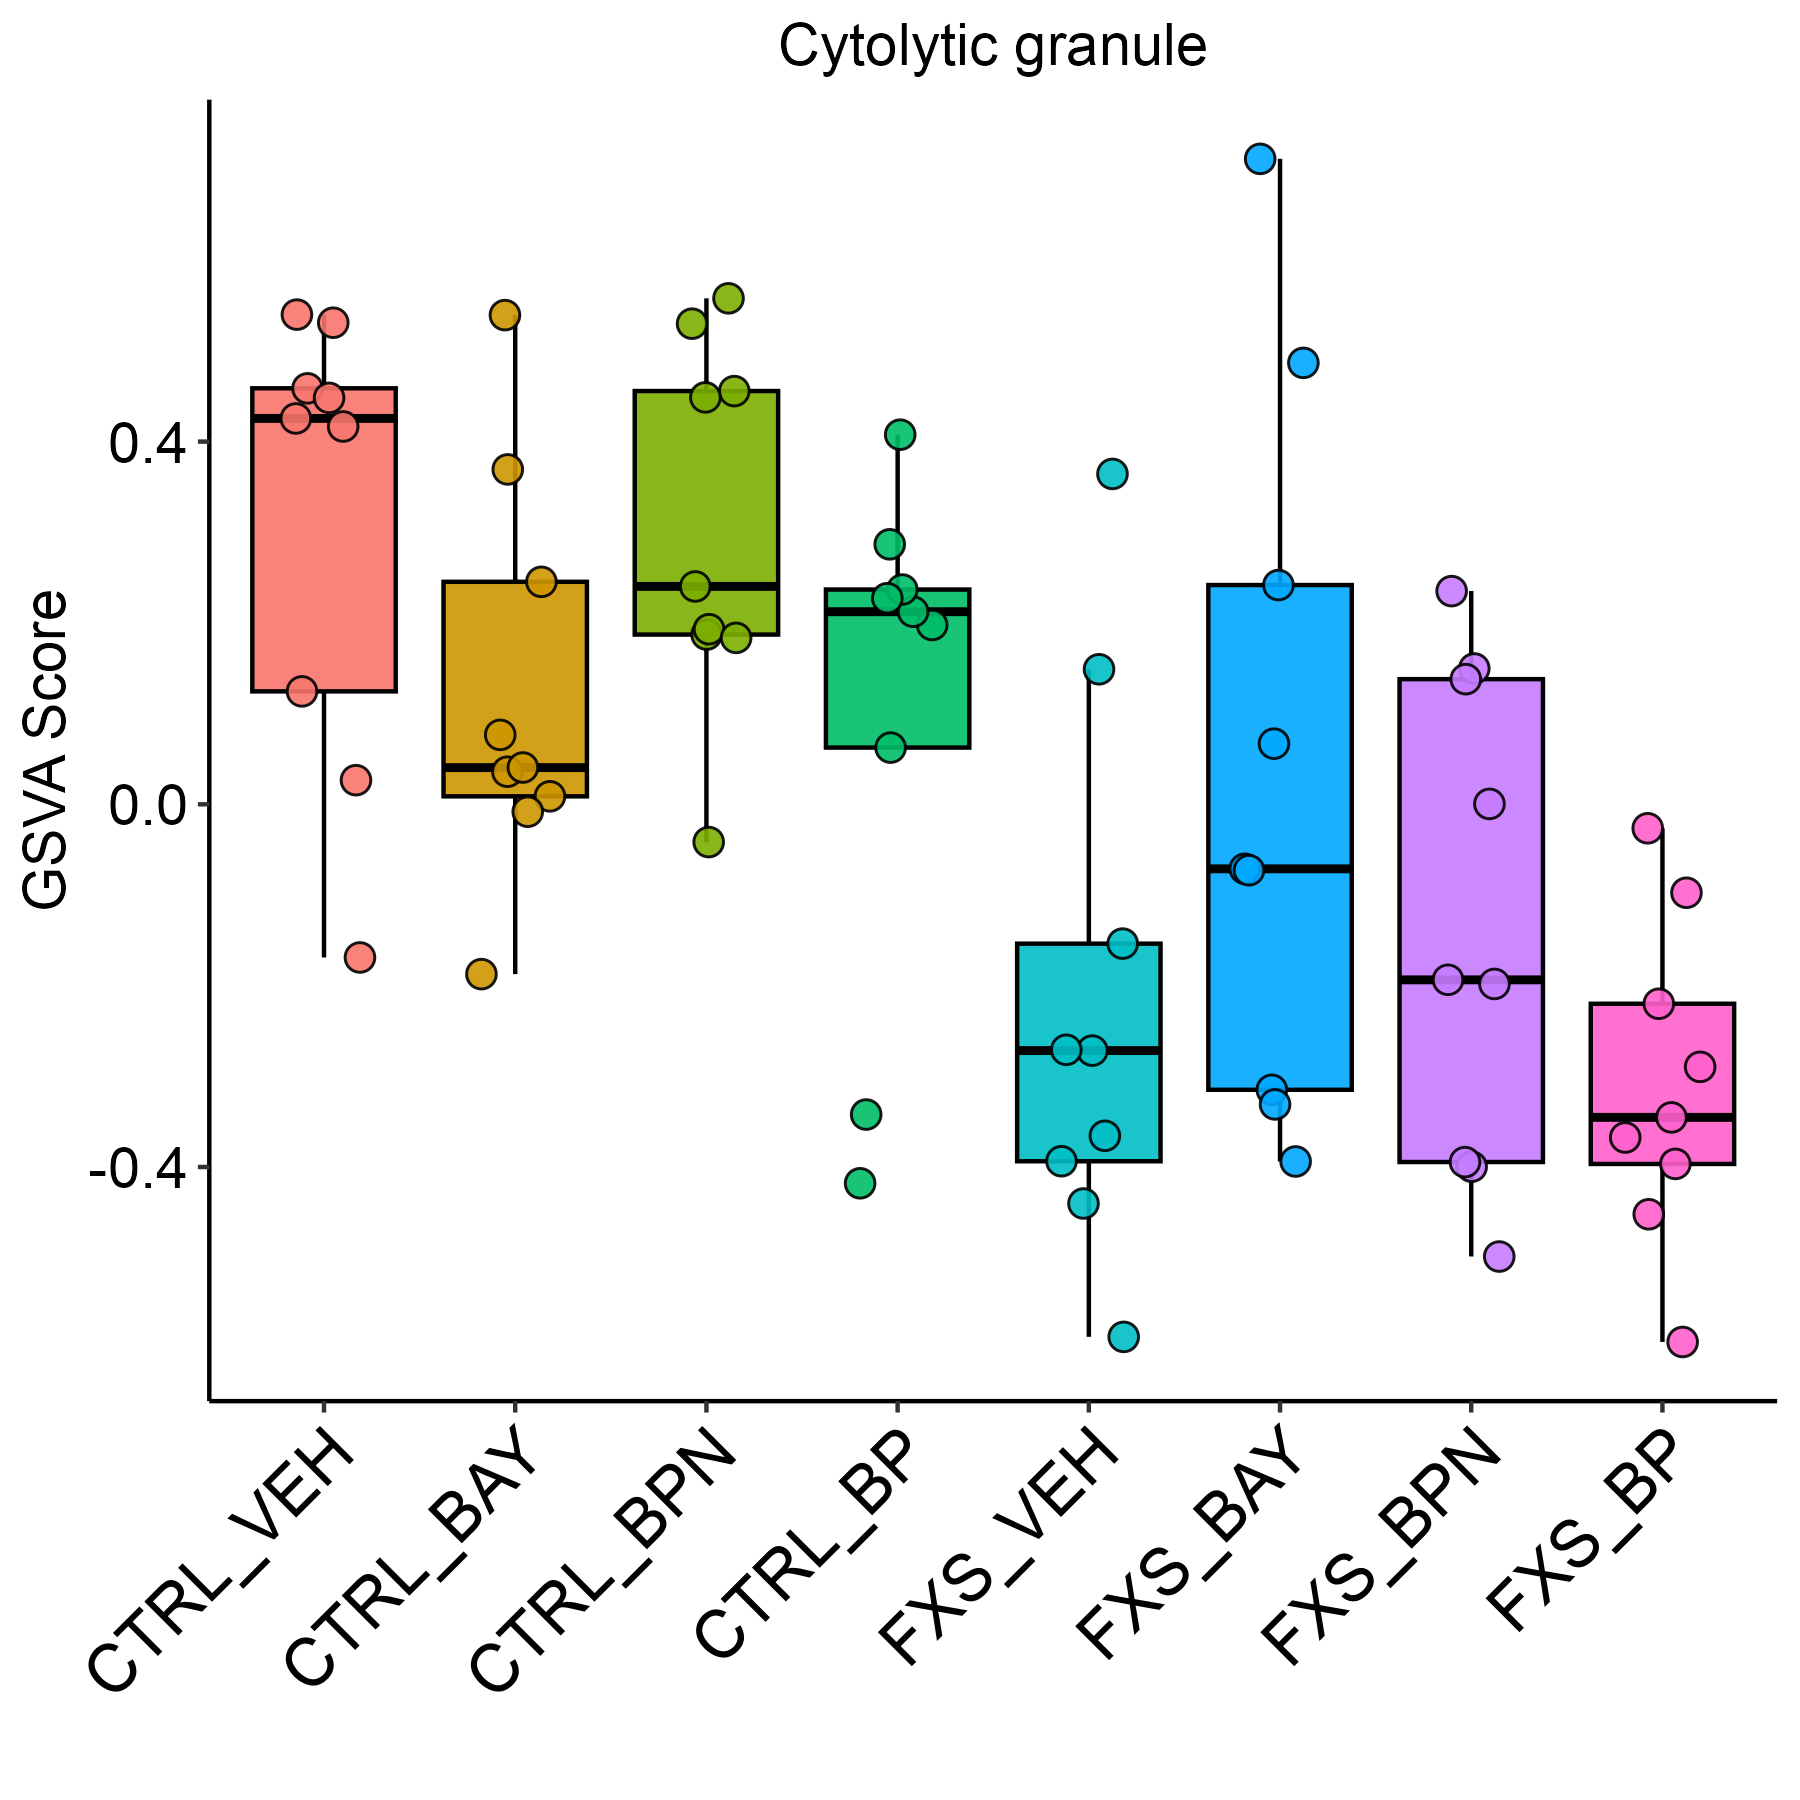 Cytolytic granule
GSVA Score
0.4
0.0
-0.4
CTRL_VEH
CTRL_BAY
CTRL_BPN
CTRL_BP
FXS_VEH
FXS_BAY
FXS_BPN
FXS_BP